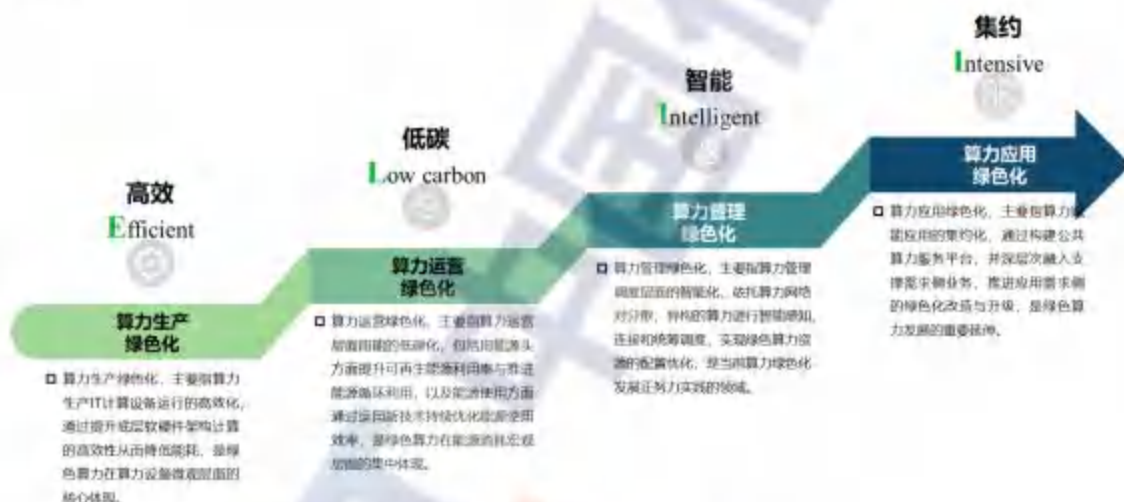 高效
Efficient
算力生产
绿色化
算力生产绿色化，主要指算力
生产IT计算设备运行的高效化，
通过提升底层软硬件架构计算
的高效性从而降低能耗，是绿
色算力在算力设备微观层面的
核心体现。
低碳
Low carbon
算力运营
绿色化
算力运营绿色化，主要指算力运营
层面用能的低碳化，包括用能源头
方面提升可再生能源利用率与推进
能源循环利用，以及能源使用方面
通过运用新技术持续优化能源使用
效率，是绿色算力在能源消耗宏观
层面的集中体现。
智能
Intelligent
算力管理
绿色化
算力管理绿色化，主要指算力管理
调度层面的智能化，依托算力网络
对分散、异构的算力进行智能感知、
连接和统筹调度，实现绿色算力资
源的配置优化，是当前算力绿色化
发展正努力实践的领域。
集约
Intensive
算力应用
绿色化
算力应用绿色化，主要指算力
能应用的集约化，通过构建公共
算力服务平台，并深层次融入支
撑需求侧业务，推进应用需求侧
的绿色化改造与升级，是绿色算
力发展的重要延伸。